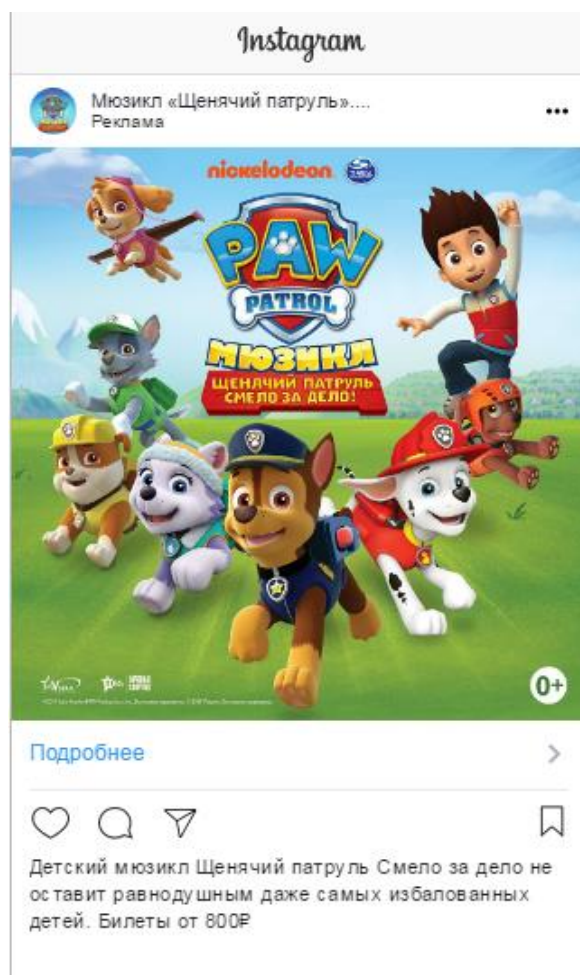 Instagram
Мюзикл «Щенячий патруль»....
Реклама
nickelodeon
PAW
PATROL
МЮЗИКЛ
ЩЕНЯЧИЙ ПАТРУЛЬ
СМЕЛО ЗА ДЕЛО!
0+
Подробнее
Детский мюзикл Щенячий патруль Смело за дело не
оставит равнодушным даже самых избалованных
детей. Билеты от 800₽